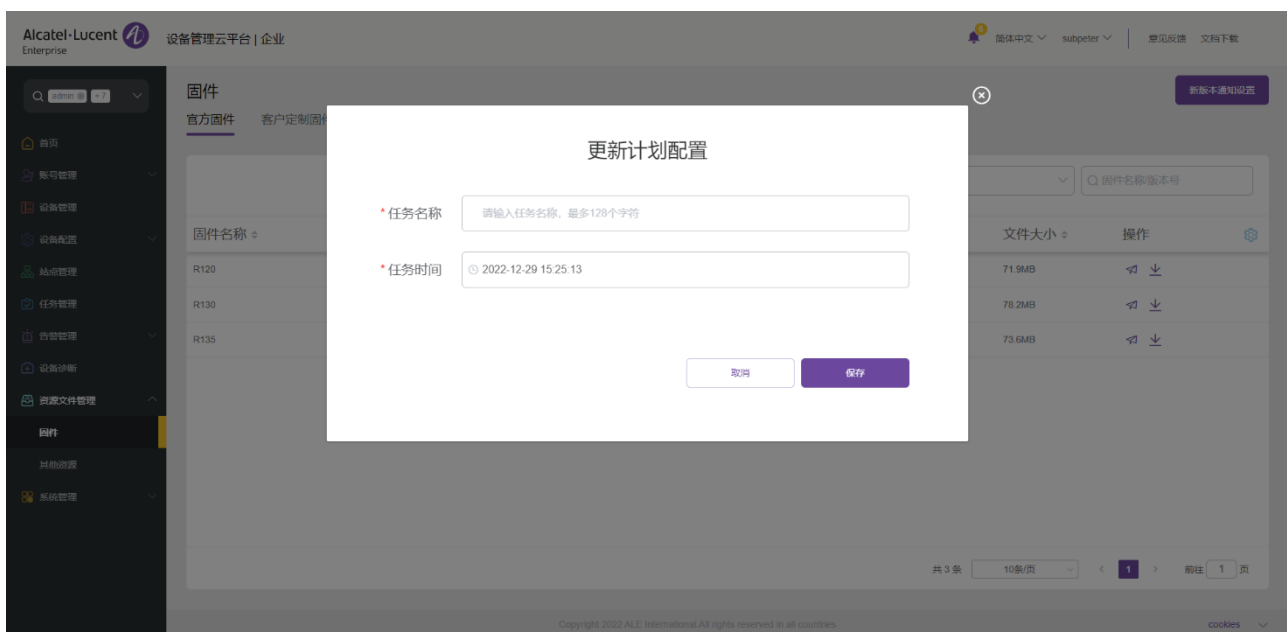 Alcatel·Lucent
Enterprise
设备管理云平台 | 企业
6
简体中文
subpeter
意见反馈
文档下载
admin
+ 7
固件
新版本通知设置
官方固件
客户定制固件
首页
账号管理
设备管理
设备配置
站点管理
任务管理
告警管理
设备诊断
资源文件管理
固件
其他资源
系统管理
更新计划配置
* 任务名称
请输入任务名称，最多128个字符
* 任务时间
2022-12-29 15:25:13
取消
保存
固件名称/版本号
固件名称
文件大小
操作
R120
71.9MB
R130
78.2MB
R135
73.6MB
共 3 条
10条/页
1
前往 1 页
Copyright 2022 ALE International.All rights reserved in all countries
cookies